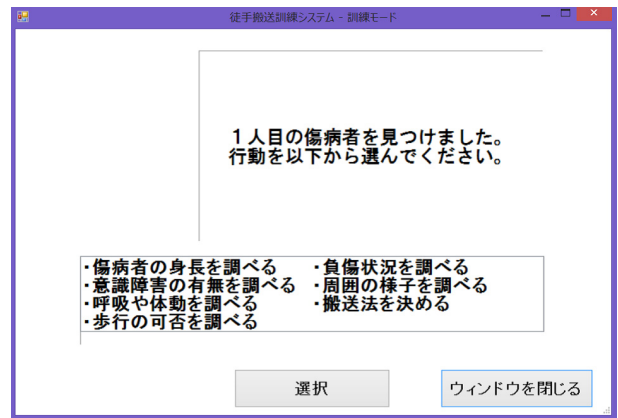 徒手搬送訓練システム - 訓練モード
１人目の傷病者を見つけました。
行動を以下から選んでください。
・傷病者の身長を調べる ・負傷状況を調べる
・意識障害の有無を調べる ・周囲の様子を調べる
・呼吸や体動を調べる ・搬送法を決める
・歩行の可否を調べる
選択 ウィンドウを閉じる